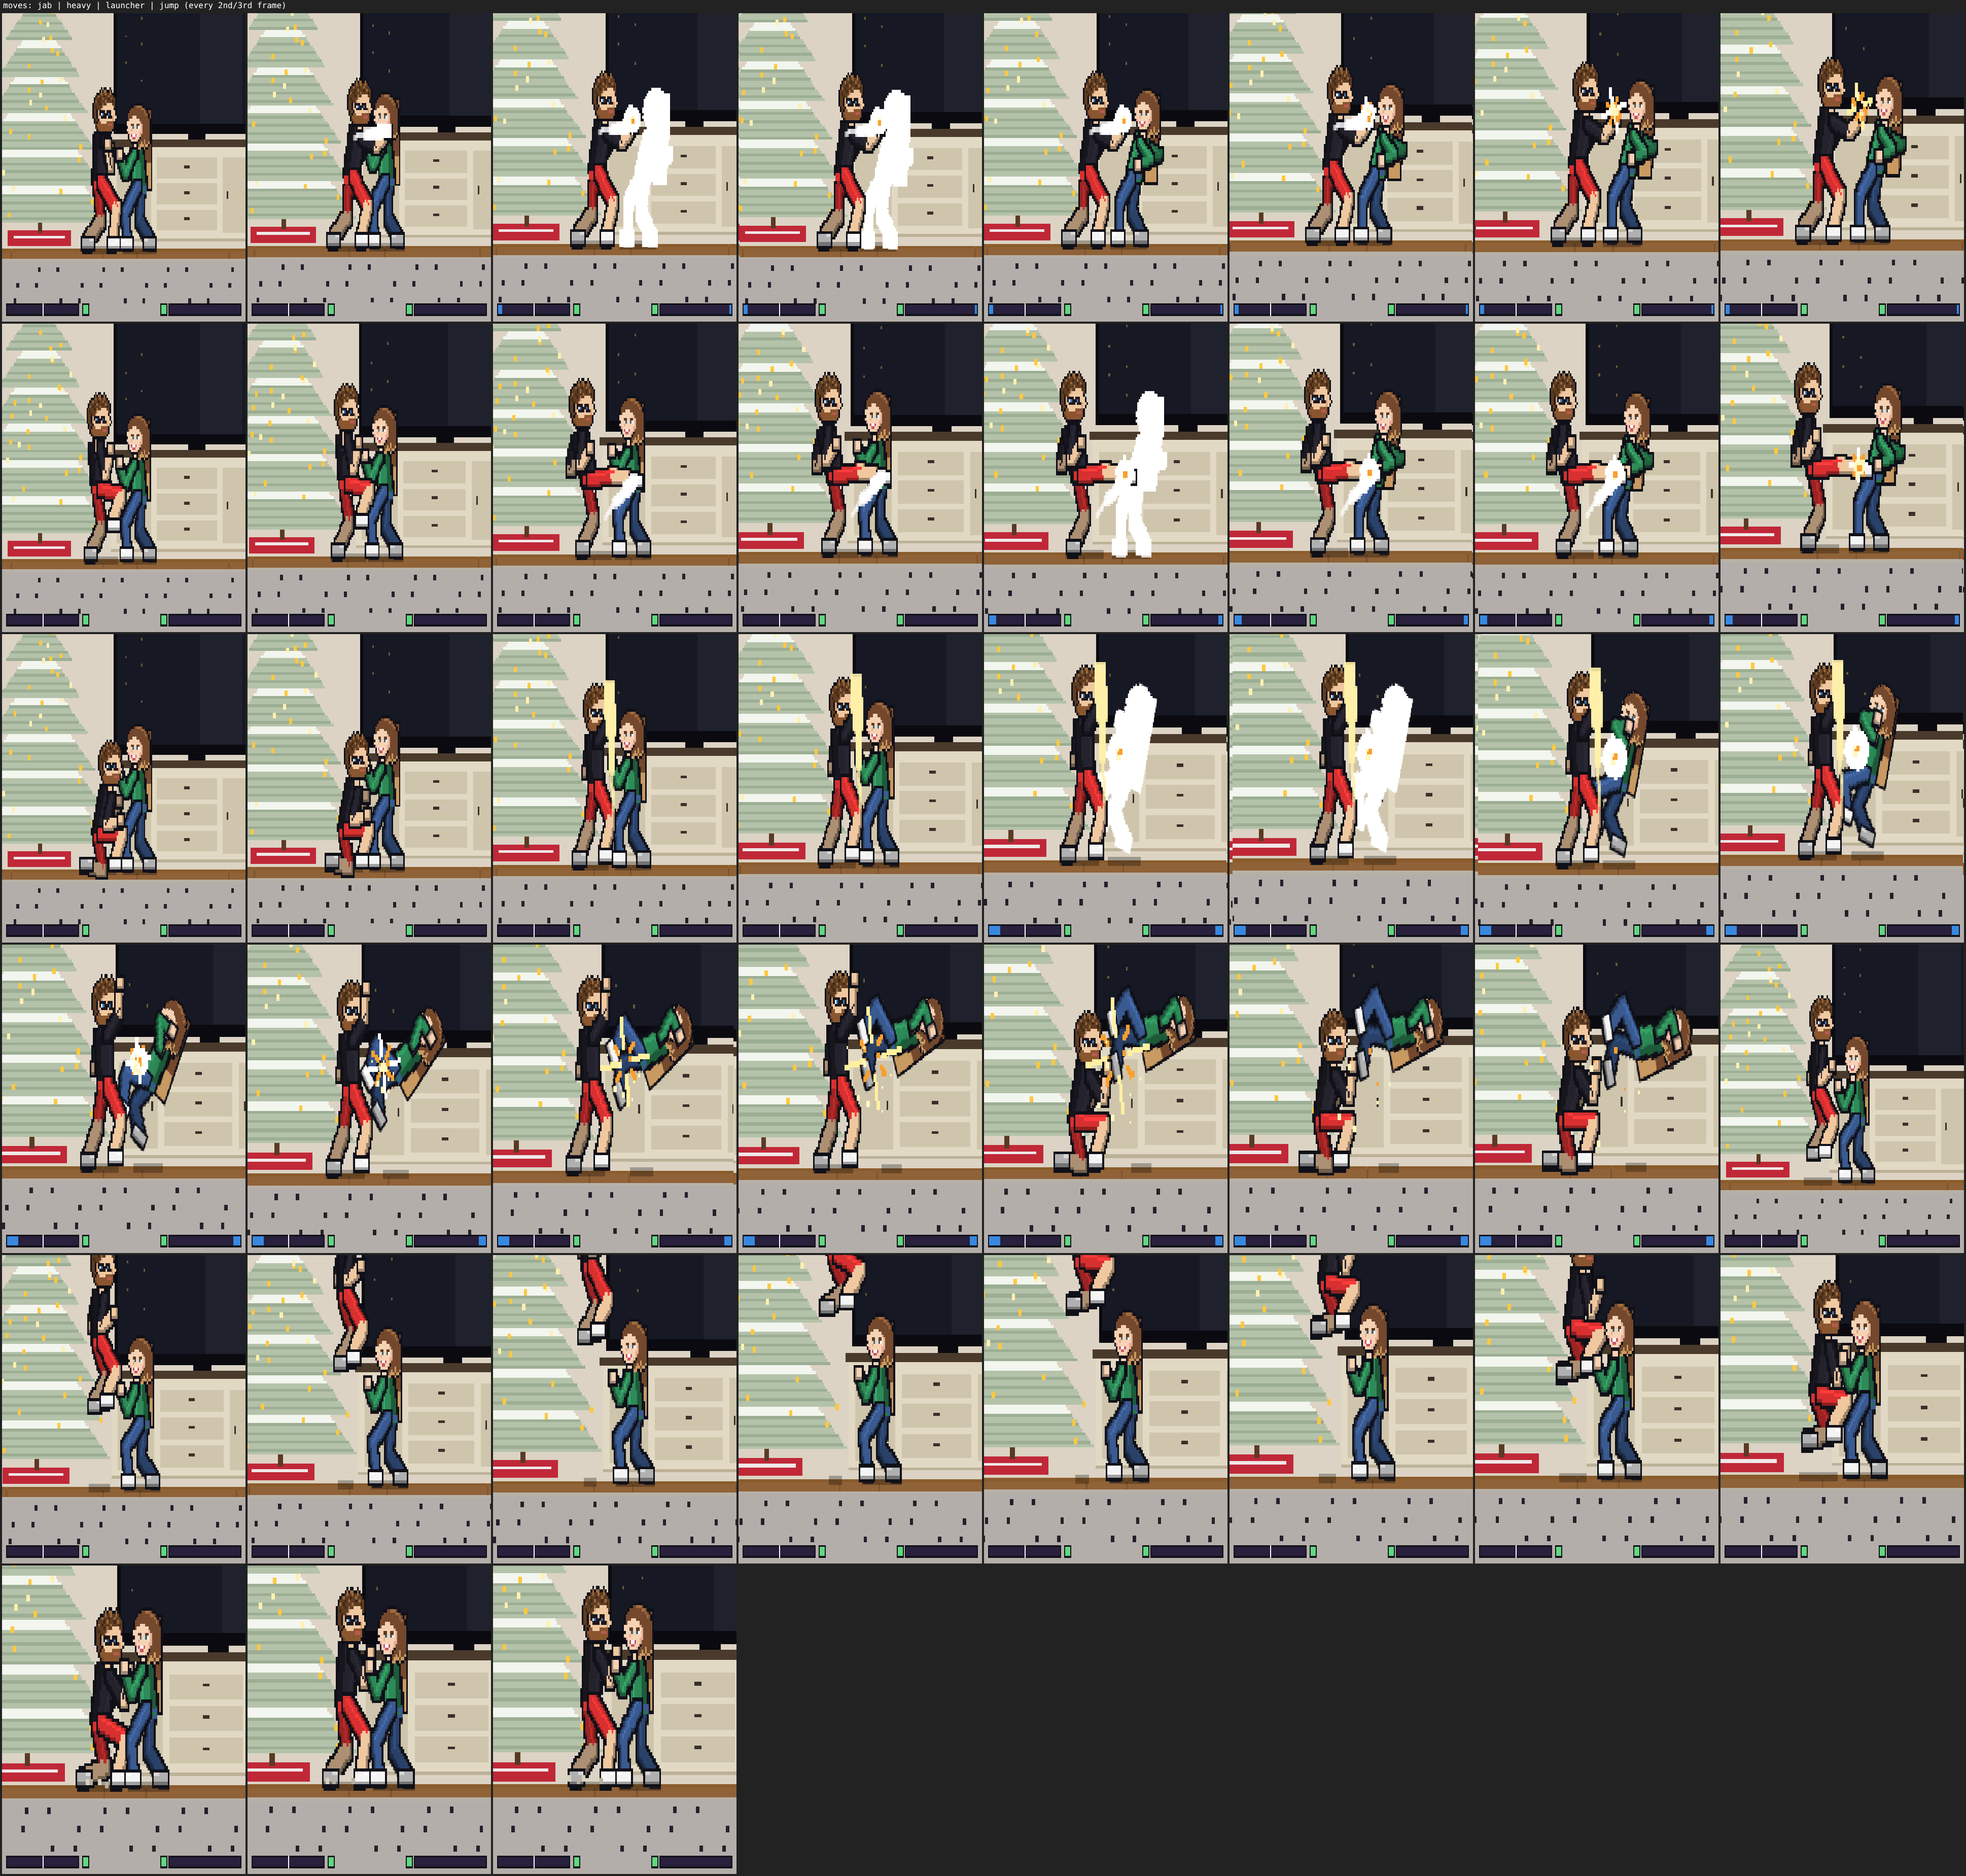 moves: jab | heavy | launcher | jump (every 2nd/3rd frame)